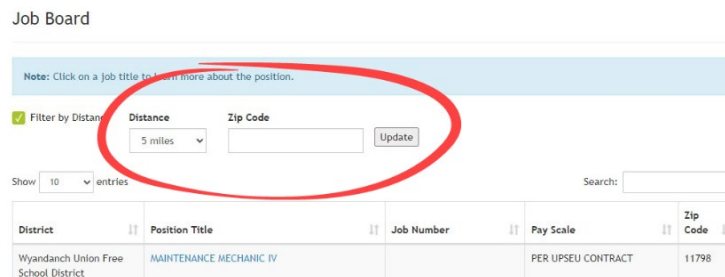 Job Board
Note: Click on a job title to learn more about the position.
Filter by Distance
Distance
Zip Code
5 miles
Update
Show 10 entries
Search:
District
Position Title
Job Number
Pay Scale
Zip
Code
Wyandanch Union Free
School District
MAINTENANCE MECHANIC IV
PER UPSEU CONTRACT
11798